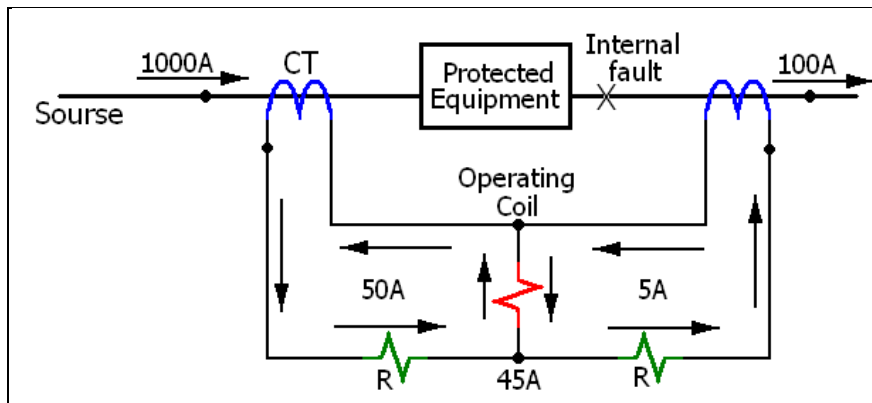 1000A
CT
Protected
Equipment
Internal
fault
100A
Sourse
Operating
Coil
50A
5A
R
45A
R